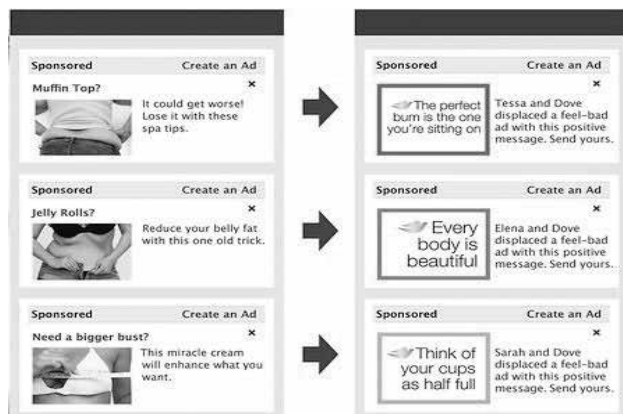 Sponsored Create an Ad
Muffin Top? ×
It could get worse!
Lose it with these
spa tips.
Sponsored Create an Ad
Jelly Rolls? ×
Reduce your belly fat
with this one old trick.
Sponsored Create an Ad
Need a bigger bust? ×
This miracle cream
will enhance what you
want.
Sponsored Create an Ad
×
The perfect
bum is the one
you're sitting on
Tessa and Dove
displaced a feel-bad
ad with this positive
message. Send yours.
Sponsored Create an Ad
×
Every
body is
beautiful
Elena and Dove
displaced a feel-bad
ad with this positive
message. Send yours.
Sponsored Create an Ad
×
Think of
your cups
as half full
Sarah and Dove
displaced a feel-bad
ad with this positive
message. Send yours.